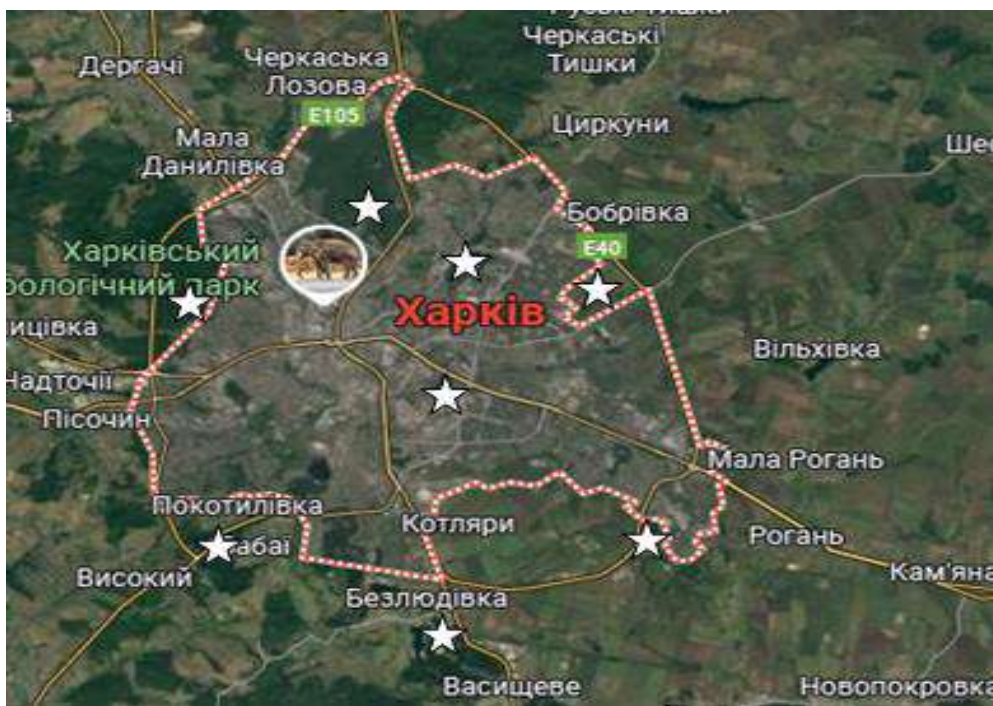 Черкаські
Тишки
Дергачі
Черкаська
Лозова
E105
Циркуни
Мала
Данилівка
Бобрівка
E40
Харківський
парк
Харків
Вільхівка
Надточії
Пісочин
Мала Рогань
Покотилівка
Котляри
Рогань
Високий
Кам'яна
Безлюдівка
Васищеве
Новопокровка